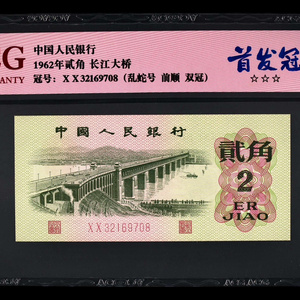 G
RANTY
中国人民银行
1962年贰角 长江大桥
冠号：XX32169708（乱蛇号 前顺 双冠）
首发冠
☆☆☆
中國人民銀行
貳角
2
ER
JIAO
XX32169708